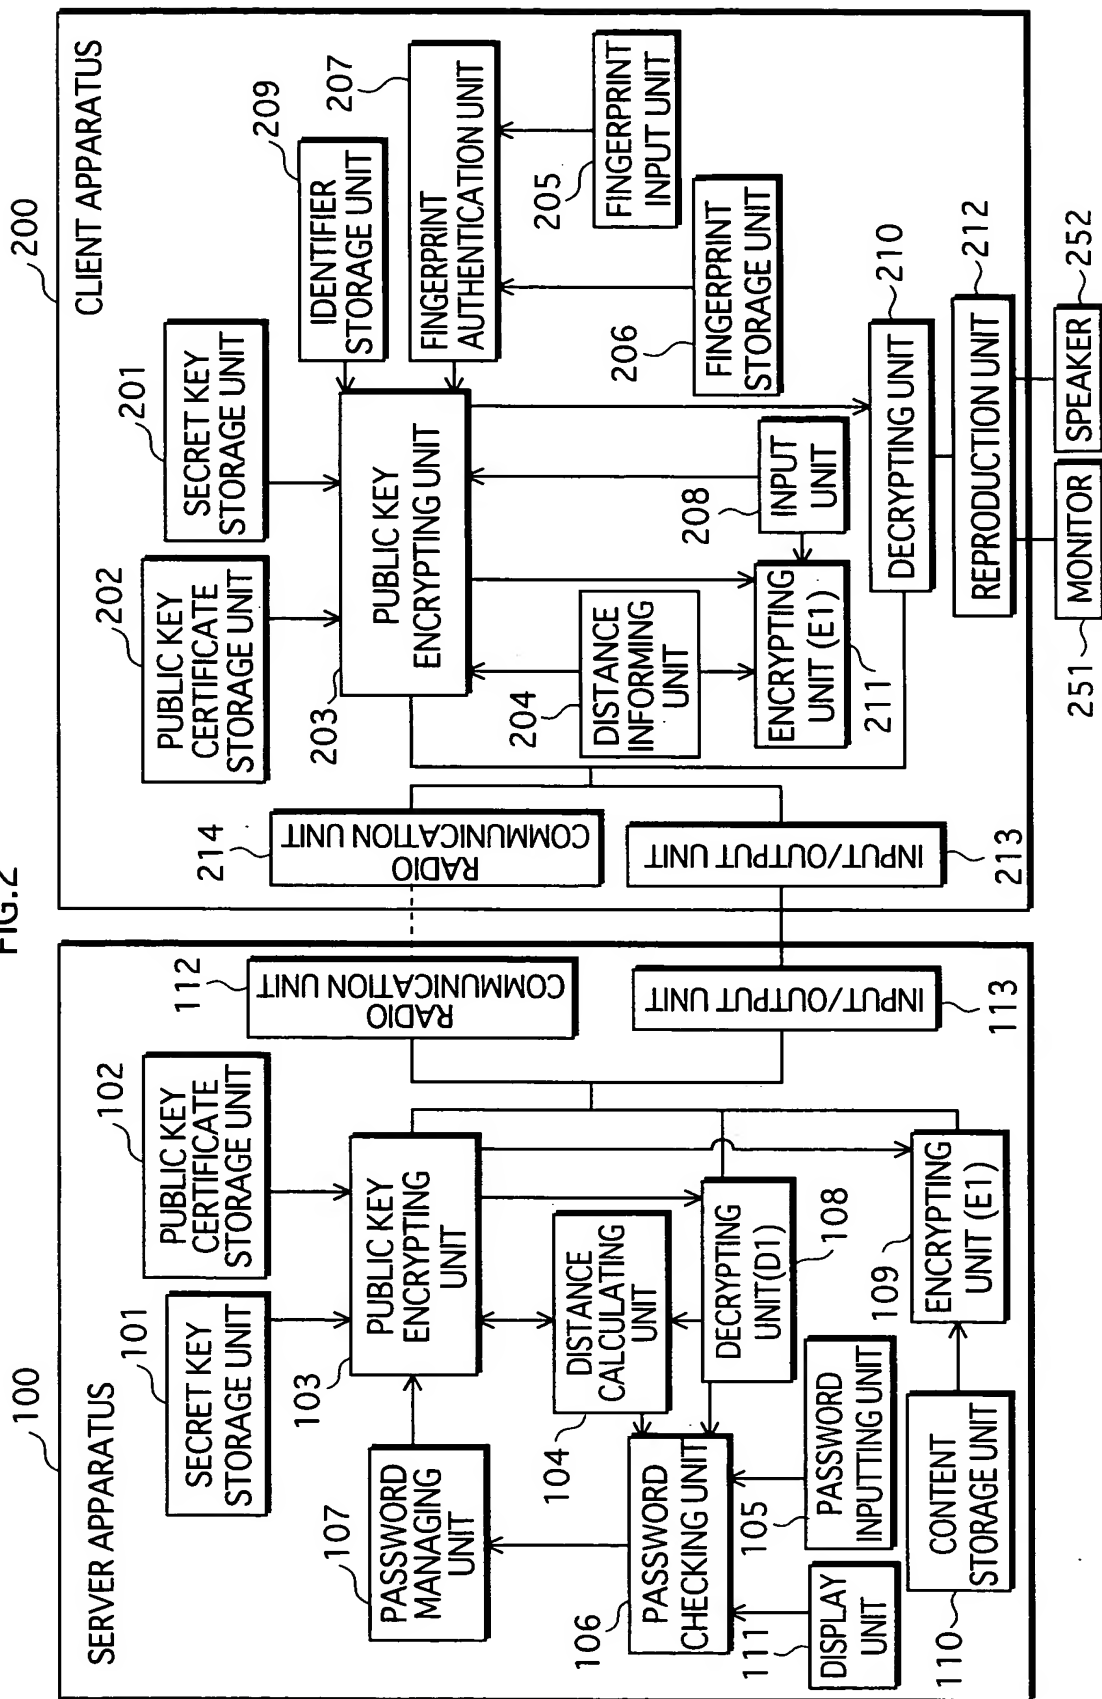 FIG.2
100
SERVER APPARATUS
101
SECRET KEY
STORAGE UNIT
102
PUBLIC KEY
CERTIFICATE
STORAGE UNIT
103
PUBLIC KEY
ENCRYPTING
UNIT
107
PASSWORD
MANAGING
UNIT
104
DISTANCE
CALCULATING
UNIT
106
PASSWORD
CHECKING UNIT
DECRYPTING
UNIT(D1)
108
111
DISPLAY
UNIT
105
PASSWORD
INPUTTING UNIT
109
ENCRYPTING
UNIT (E1)
110
CONTENT
STORAGE UNIT
112
RADIO
COMMUNICATION UNIT
INPUT/OUTPUT UNIT
113
200
CLIENT APPARATUS
214
RADIO
COMMUNICATION UNIT
INPUT/OUTPUT UNIT
213
202
PUBLIC KEY
CERTIFICATE
STORAGE UNIT
201
SECRET KEY
STORAGE UNIT
203
PUBLIC KEY
ENCRYPTING UNIT
209
IDENTIFIER
STORAGE UNIT
207
FINGERPRINT
AUTHENTICATION UNIT
205
FINGERPRINT
INPUT UNIT
206
FINGERPRINT
STORAGE UNIT
204
DISTANCE
INFORMING
UNIT
208
INPUT
UNIT
ENCRYPTING
UNIT (E1)
211
210
DECRYPTING UNIT
212
REPRODUCTION UNIT
251
MONITOR
252
SPEAKER